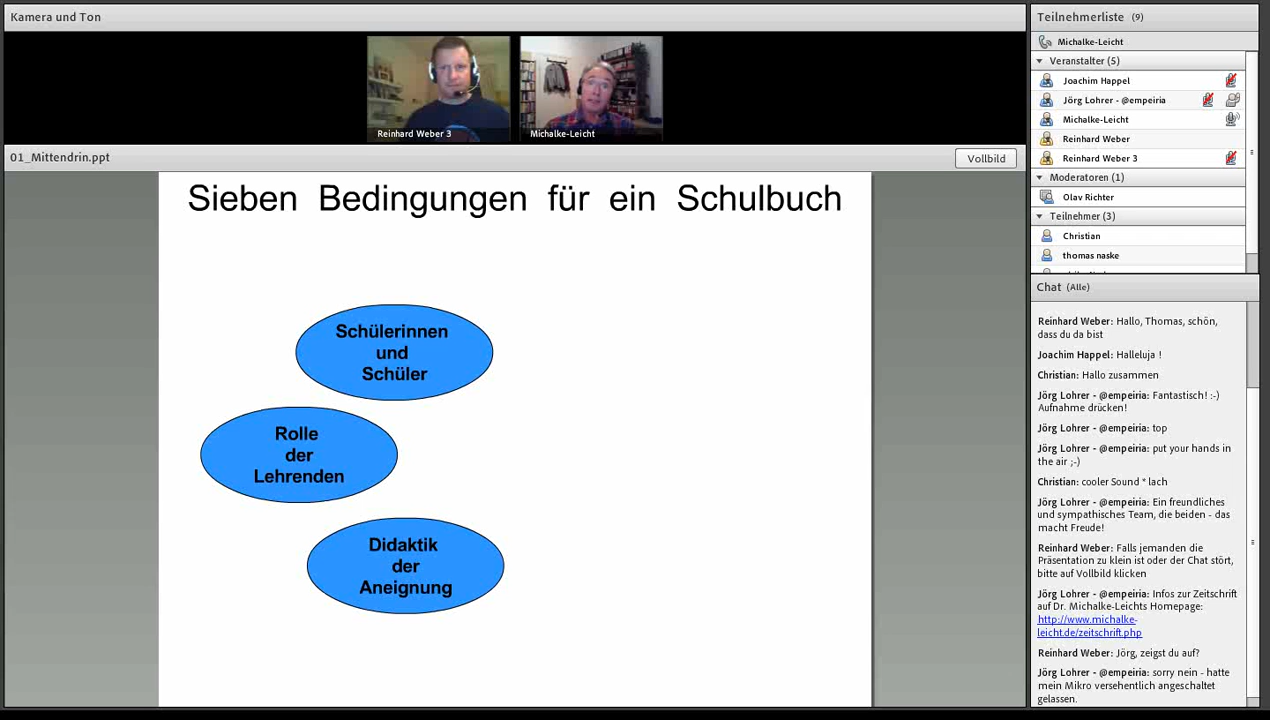 Kamera und Ton
Reinhard Weber 3
Michalke-Leicht
01_Mittendrin.ppt
Vollbild
Sieben Bedingungen für ein Schulbuch
Schülerinnen
und
Schüler
Rolle
der
Lehrenden
Didaktik
der
Aneignung
Teilnehmerliste (9)
Michalke-Leicht
Veranstalter (5)
Joachim Happel
Jörg Lohrer - @empeiria
Michalke-Leicht
Reinhard Weber
Reinhard Weber 3
Moderatoren (1)
Olav Richter
Teilnehmer (3)
Christian
thomas naske
Chat (Alle)
Reinhard Weber: Hallo, Thomas, schön,
dass du da bist
Joachim Happel: Halleluja !
Christian: Hallo zusammen
Jörg Lohrer - @empeiria: Fantastisch! :-)
Aufnahme drücken!
Jörg Lohrer - @empeiria: top
Jörg Lohrer - @empeiria: put your hands in
the air ;-)
Christian: cooler Sound * lach
Jörg Lohrer - @empeiria: Ein freundliches
und sympathisches Team, die beiden - das
macht Freude!
Reinhard Weber: Falls jemanden die
Präsentation zu klein ist oder der Chat stört,
bitte auf Vollbild klicken
Jörg Lohrer - @empeiria: Infos zur Zeitschrift
auf Dr. Michalke-Leichts Homepage:
http://www.michalke-
leicht.de/zeitschrift.php
Reinhard Weber: Jörg, zeigst du auf?
Jörg Lohrer - @empeiria: sorry nein - hatte
mein Mikro versehentlich angeschaltet
gelassen.